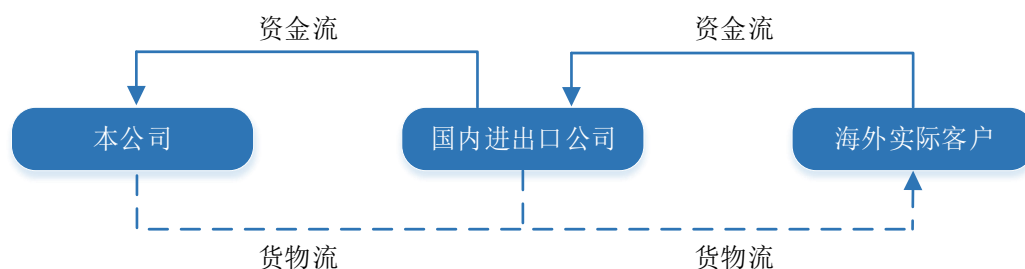 资金流
资金流
本公司
国内进出口公司
海外实际客户
货物流
货物流